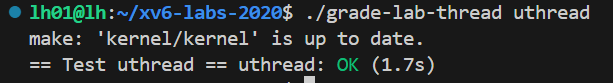 lh01@lh:~/xv6-labs-2020$ ./grade-lab-thread uthread
make: 'kernel/kernel' is up to date.
== Test uthread == uthread: OK (1.7s)